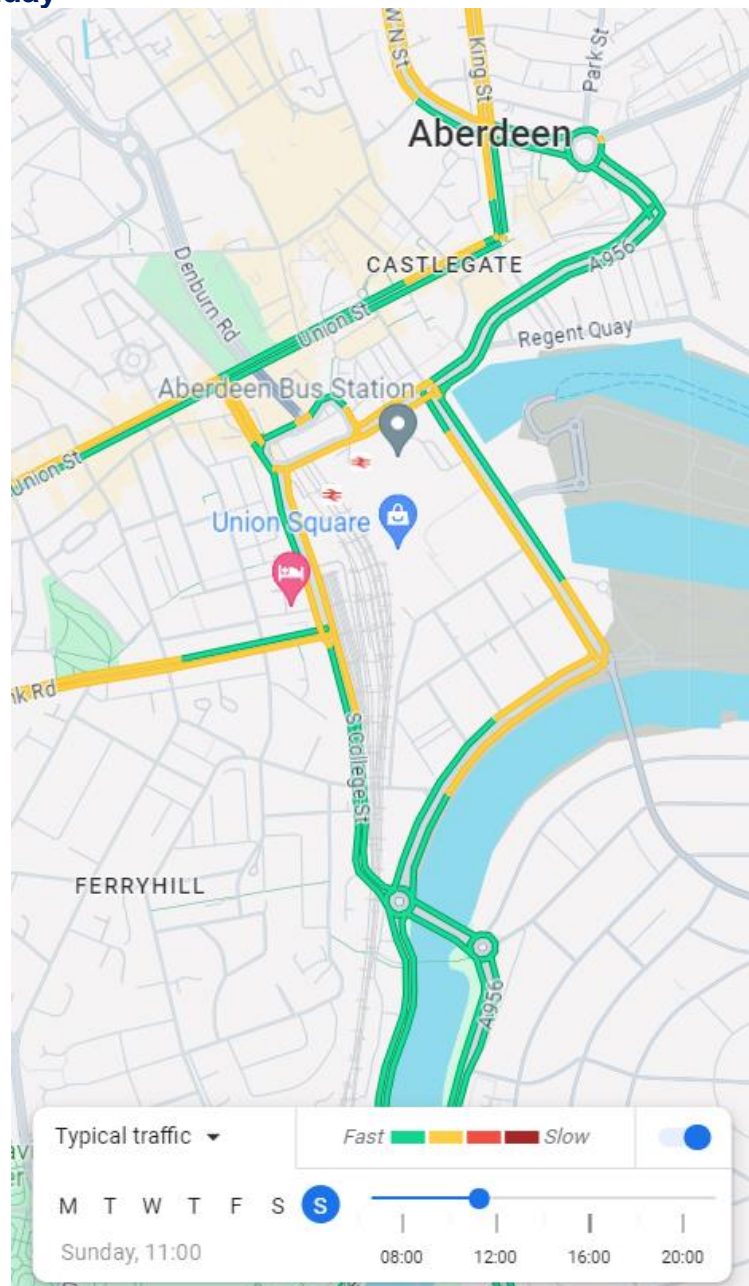 W N St
King St
Park St
Aberdeen
CASTLEGATE
A956
Denburn Rd
Union St
Regent Quay
Aberdeen Bus Station
Union St
Union Square
nk Rd
S College St
FERRYHILL
A956
Typical traffic
Fast
Slow
M T W T F S S
Sunday, 11:00
08:00 12:00 16:00 20:00